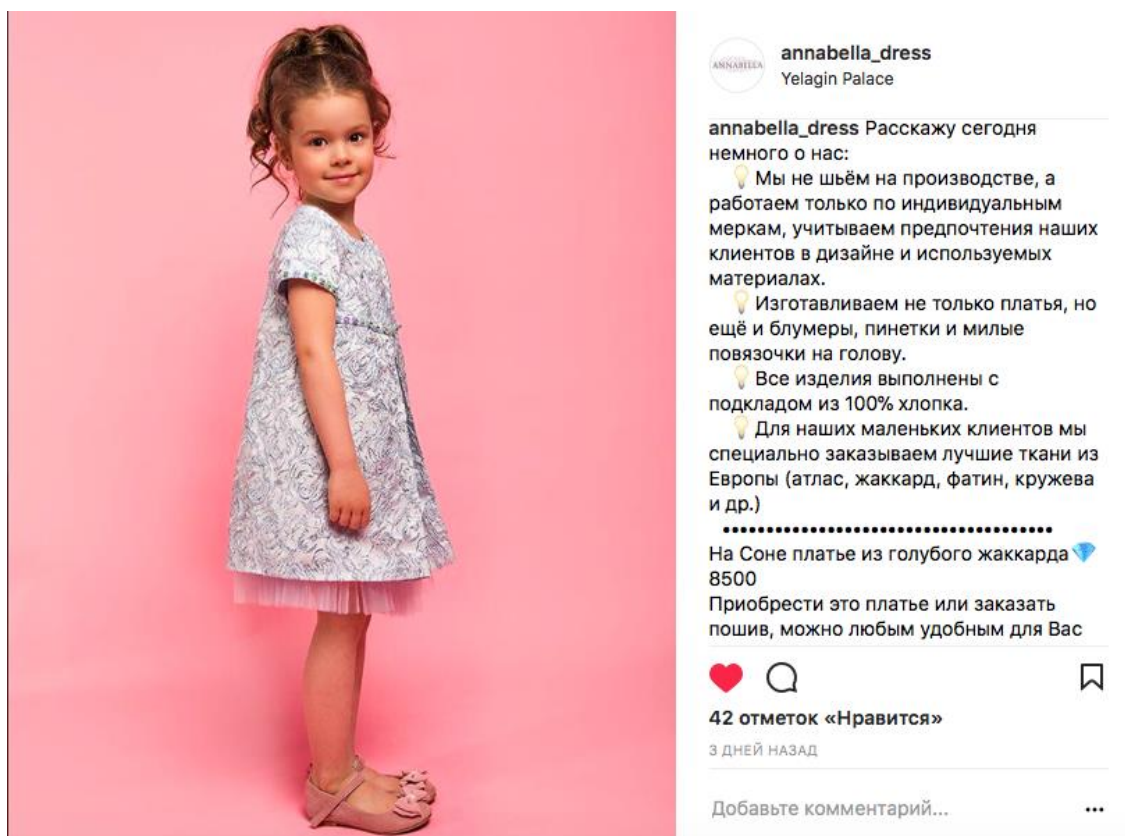 ANNABELLA
annabella_dress
Yelagin Palace
annabella_dress Расскажу сегодня
немного о нас:
💡 Мы не шьём на производстве, а
работаем только по индивидуальным
меркам, учитываем предпочтения наших
клиентов в дизайне и используемых
материалах.
💡 Изготавливаем не только платья, но
ещё и блумеры, пинетки и милые
повязочки на голову.
💡 Все изделия выполнены с
подкладом из 100% хлопка.
💡 Для наших маленьких клиентов мы
специально заказываем лучшие ткани из
Европы (атлас, жаккард, фатин, кружева
и др.)
••••••••••••••••••••••••••••••••••••••
На Соне платье из голубого жаккарда 💎
8500
Приобрести это платье или заказать
пошив, можно любым удобным для Вас
42 отметок «Нравится»
3 ДНЕЙ НАЗАД
Добавьте комментарий...